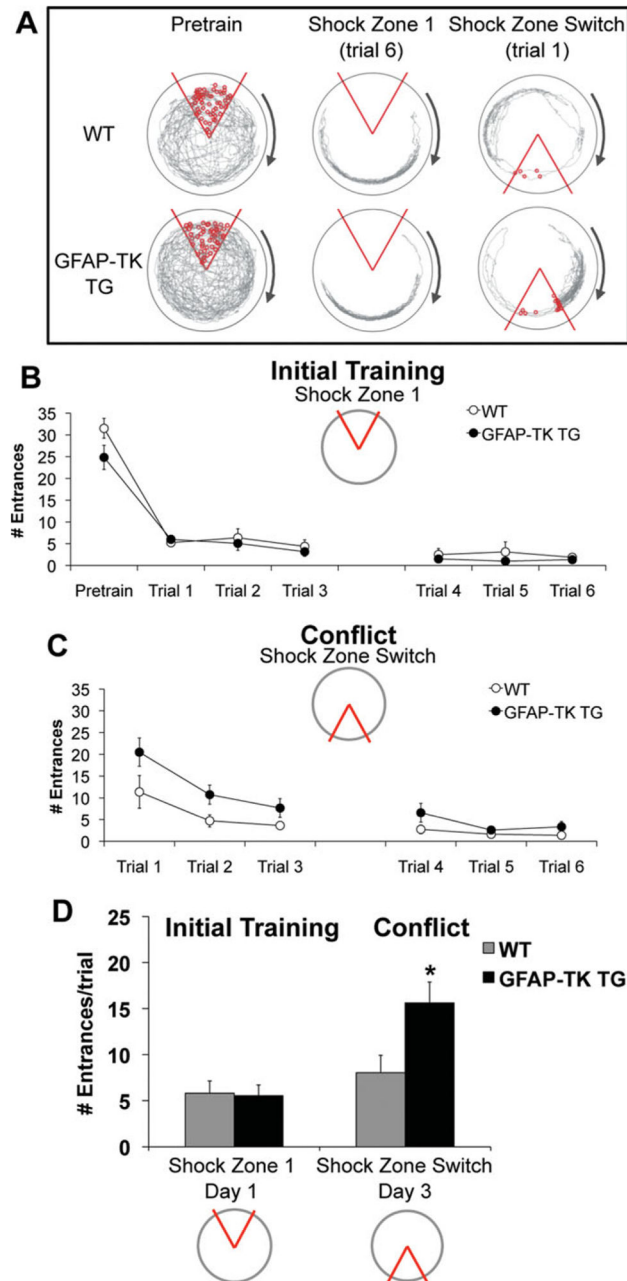 A
Pretrain
Shock Zone 1
(trial 6)
Shock Zone Switch
(trial 1)
WT
GFAP-TK
TG
B
Initial Training
Shock Zone 1
WT
GFAP-TK TG
# Entrances
35
30
25
20
15
10
5
0
Pretrain Trial 1 Trial 2 Trial 3 Trial 4 Trial 5 Trial 6
C
Conflict
Shock Zone Switch
WT
GFAP-TK TG
# Entrances
35
30
25
20
15
10
5
0
Trial 1 Trial 2 Trial 3 Trial 4 Trial 5 Trial 6
D
Initial Training Conflict
WT
GFAP-TK TG
*
# Entrances/trial
25
20
15
10
5
0
Shock Zone 1 Shock Zone Switch
Day 1 Day 3